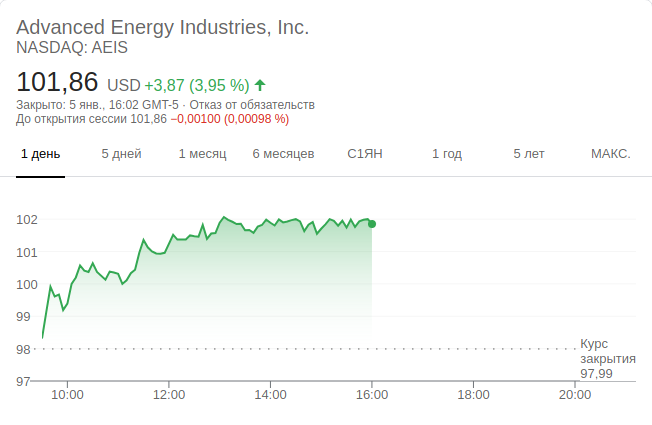 Advanced Energy Industries, Inc.
NASDAQ: AEIS
101,86 USD +3,87 (3,95 %)
Закрыто: 5 янв., 16:02 GMT-5 · Отказ от обязательств
До открытия сессии 101,86 −0,00100 (0,00098 %)
1 день 5 дней 1 месяц 6 месяцев С1ЯН 1 год 5 лет МАКС.
102
101
100
99
98
Курс
закрытия
97,99
97
10:00 12:00 14:00 16:00 18:00 20:00